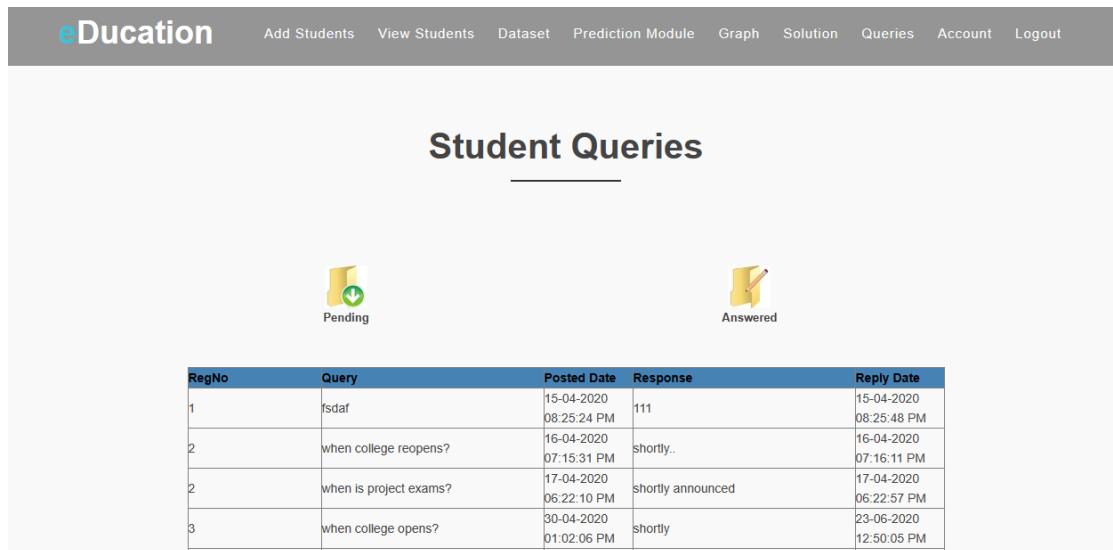 eDucation Add Students View Students Dataset Prediction Module Graph Solution Queries Account Logout
Student Queries
Pending Answered
RegNo Query Posted Date Response Reply Date
1 fsdaf 15-04-2020 08:25:24 PM 111 15-04-2020 08:25:48 PM
2 when college reopens? 16-04-2020 07:15:31 PM shortly.. 16-04-2020 07:16:11 PM
2 when is project exams? 17-04-2020 06:22:10 PM shortly announced 17-04-2020 06:22:57 PM
3 when college opens? 30-04-2020 01:02:06 PM shortly 23-06-2020 12:50:05 PM